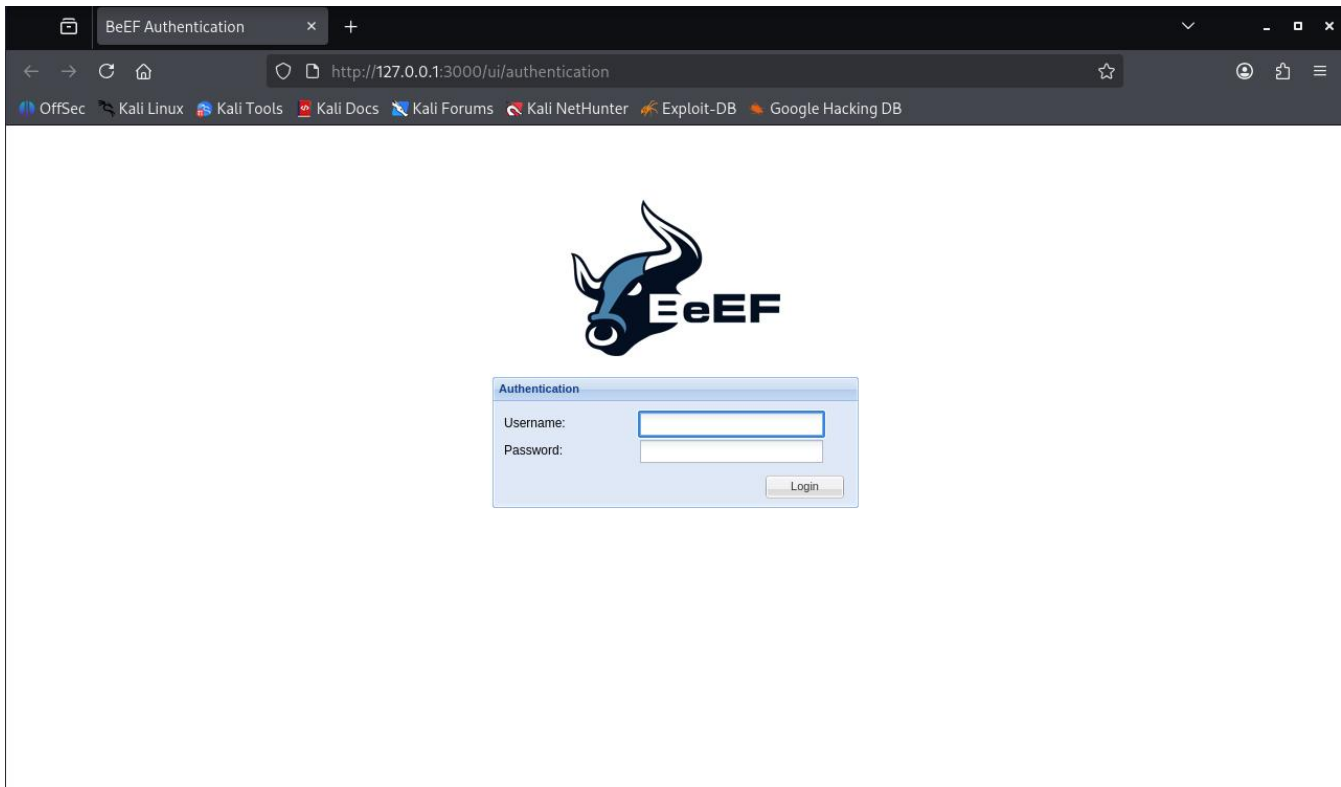 BeEF Authentication
http://127.0.0.1:3000/ui/authentication
OffSec Kali Linux Kali Tools Kali Docs Kali Forums Kali NetHunter Exploit-DB Google Hacking DB
BeEF
Authentication
Username:
Password:
Login